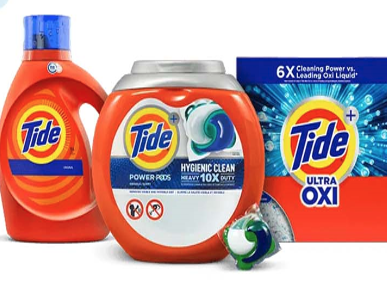 Tide
Tide+
HYGIENIC CLEAN
POWER PODS
HEAVY 10X DUTY
6X Cleaning Power vs.
Leading Oxi Liquid*
Tide+
ULTRA
OXI